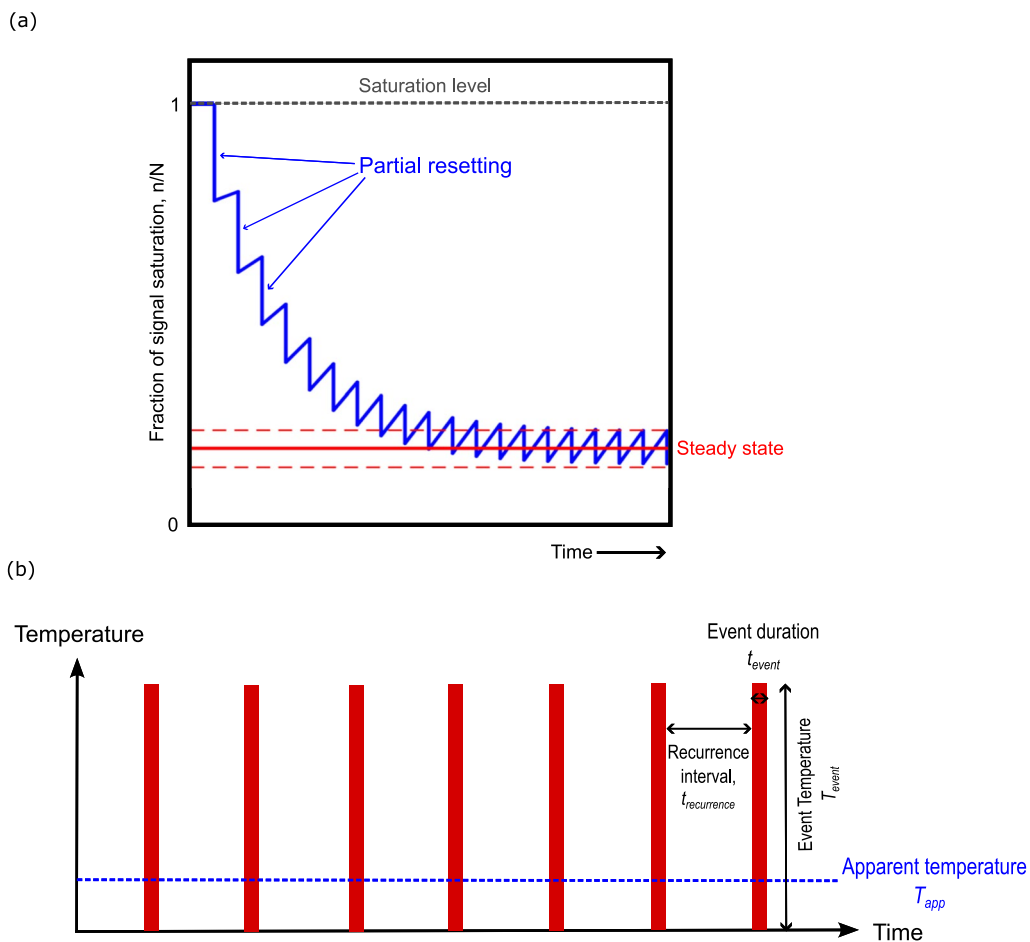 (a)
Saturation level
1
Partial resetting
Fraction of signal saturation, n/N
Steady state
0
Time
(b)
Temperature
Event duration
t_event
Recurrence
interval,
t_recurrence
Event Temperature
T_event
Apparent temperature
T_app
Time